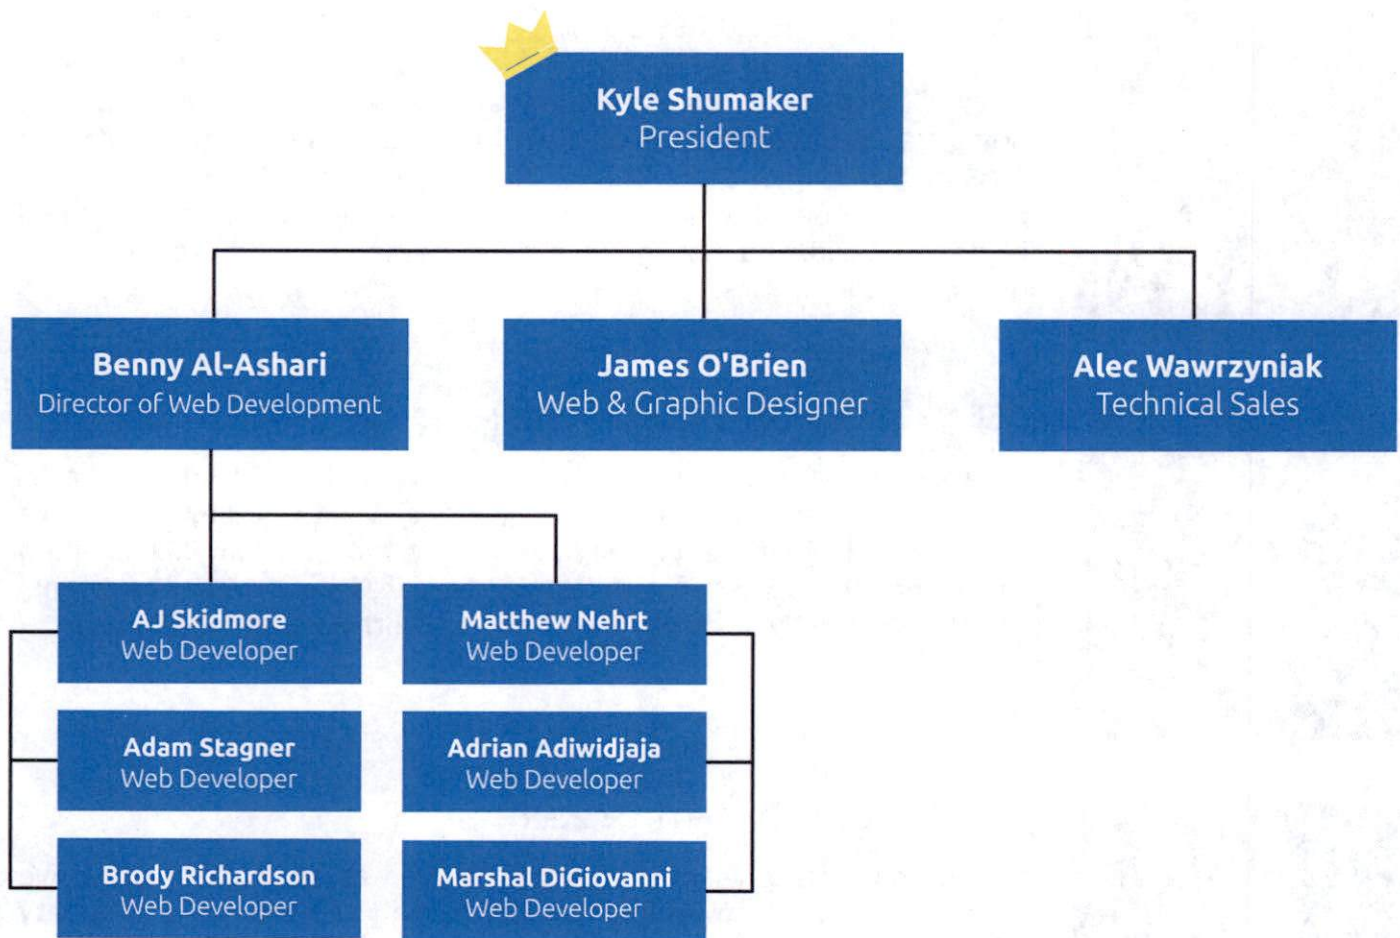 Kyle Shumaker
President
Benny Al-Ashari
Director of Web Development
James O'Brien
Web & Graphic Designer
Alec Wawrzyniak
Technical Sales
AJ Skidmore
Web Developer
Matthew Nehrt
Web Developer
Adam Stagner
Web Developer
Adrian Adiwidjaja
Web Developer
Brody Richardson
Web Developer
Marshal DiGiovanni
Web Developer